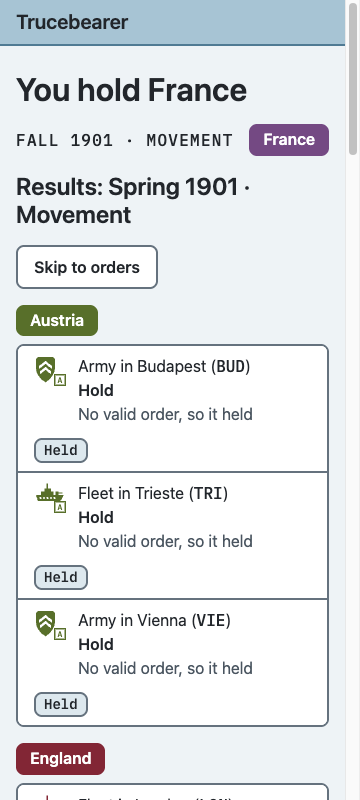 Trucebearer
You hold France
FALL 1901 · MOVEMENT
France
Results: Spring 1901 ·
Movement
Skip to orders
Austria
A
Army in Budapest (BUD)
Hold
No valid order, so it held
Held
A
Fleet in Trieste (TRI)
Hold
No valid order, so it held
Held
A
Army in Vienna (VIE)
Hold
No valid order, so it held
Held
England